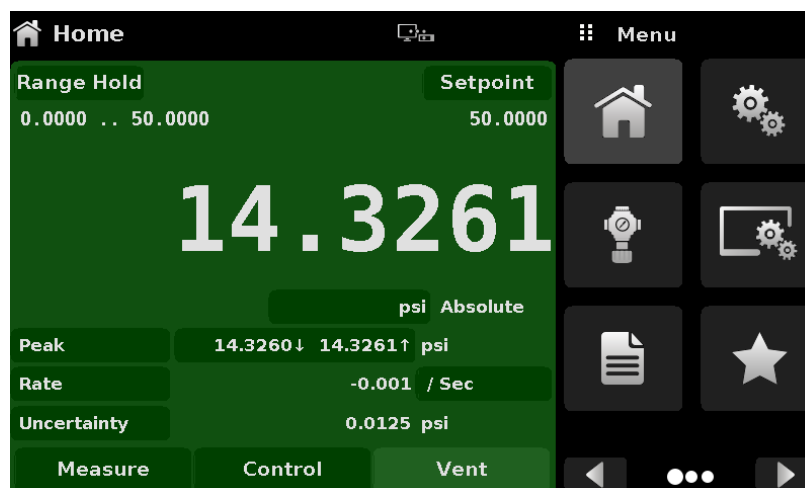 Home Menu
Range Hold Setpoint
0.0000 .. 50.0000 50.0000
14.3261
psi Absolute
Peak 14.3260↓ 14.3261↑ psi
Rate -0.001 / Sec
Uncertainty 0.0125 psi
Measure Control Vent